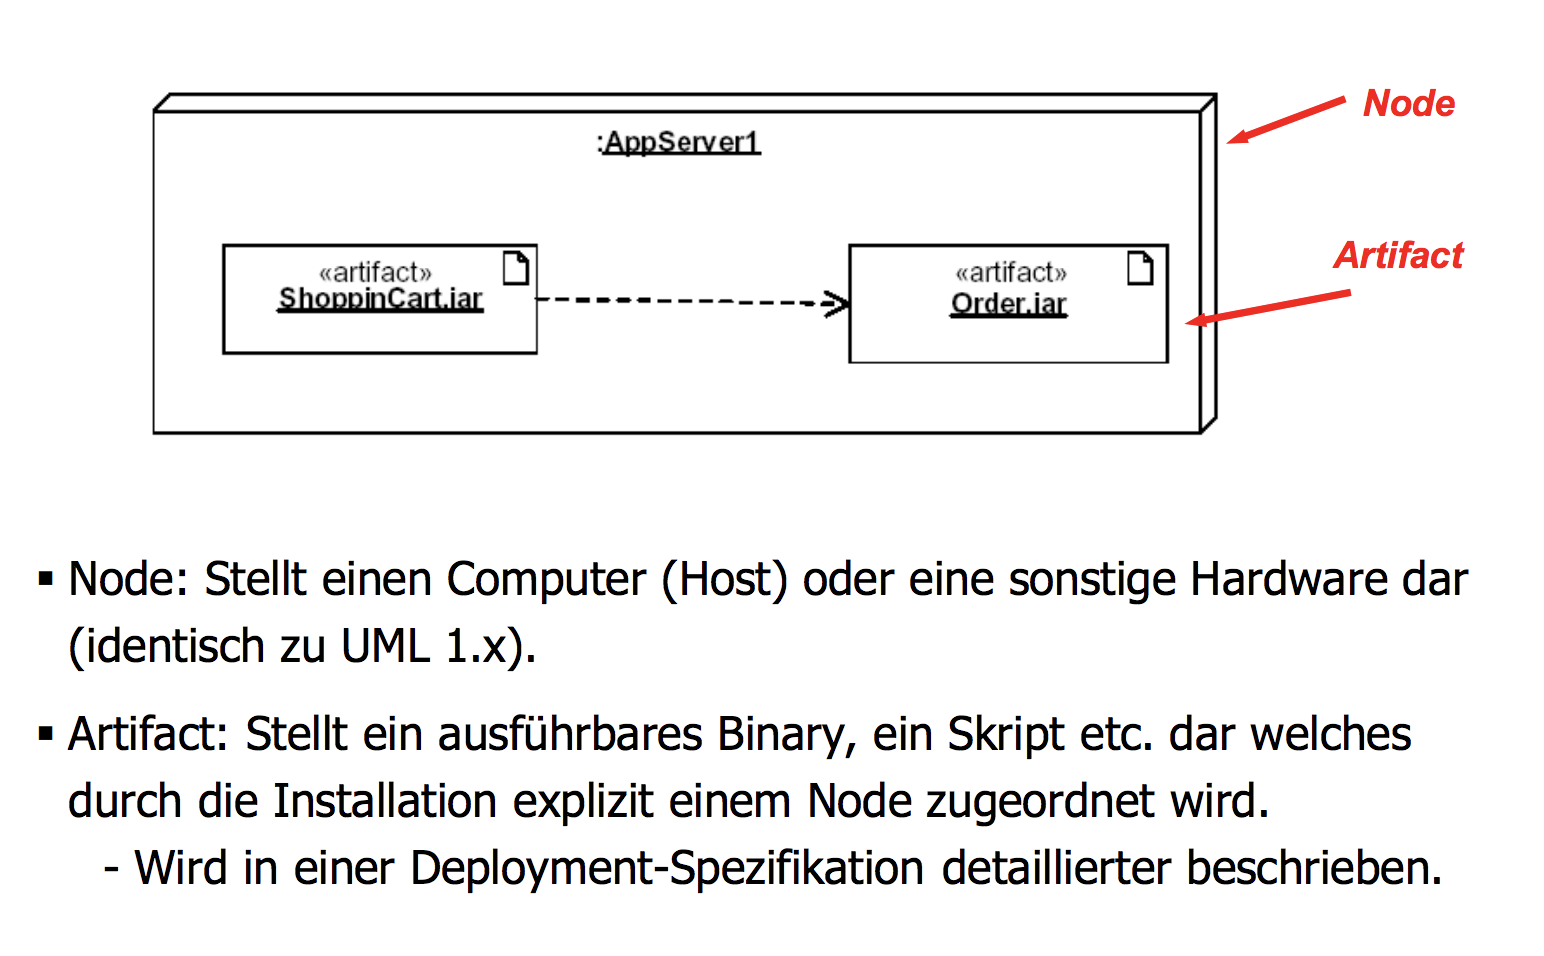 Node
:AppServer1
Artifact
«artifact»
ShoppinCart.jar
«artifact»
Order.jar
▪ Node: Stellt einen Computer (Host) oder eine sonstige Hardware dar
(identisch zu UML 1.x).
▪ Artifact: Stellt ein ausführbares Binary, ein Skript etc. dar welches
durch die Installation explizit einem Node zugeordnet wird.
- Wird in einer Deployment-Spezifikation detaillierter beschrieben.